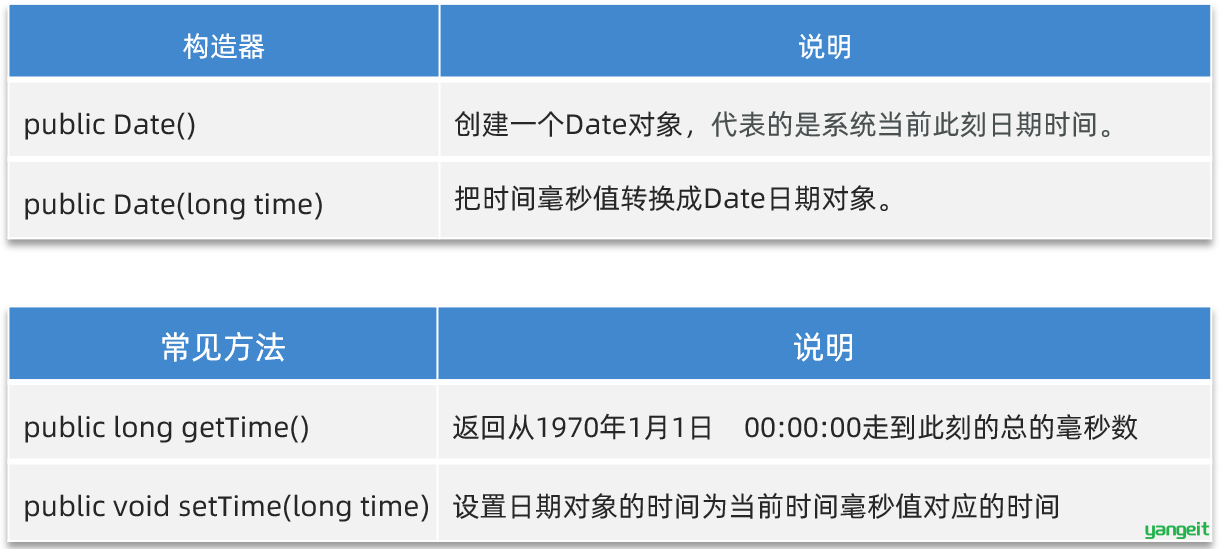 构造器 说明
public Date() 创建一个Date对象，代表的是系统当前此刻日期时间。
public Date(long time) 把时间毫秒值转换成Date日期对象。
常见方法 说明
public long getTime() 返回从1970年1月1日 00:00:00走到此刻的总的毫秒数
public void setTime(long time) 设置日期对象的时间为当前时间毫秒值对应的时间
yangeit